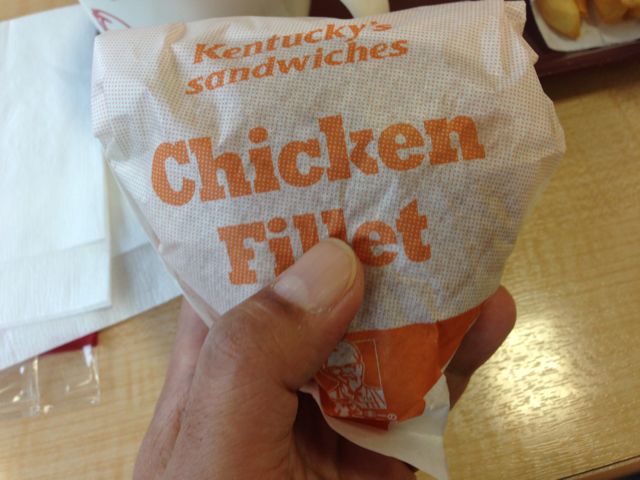 Kentucky's
sandwiches
Chicken
Fillet